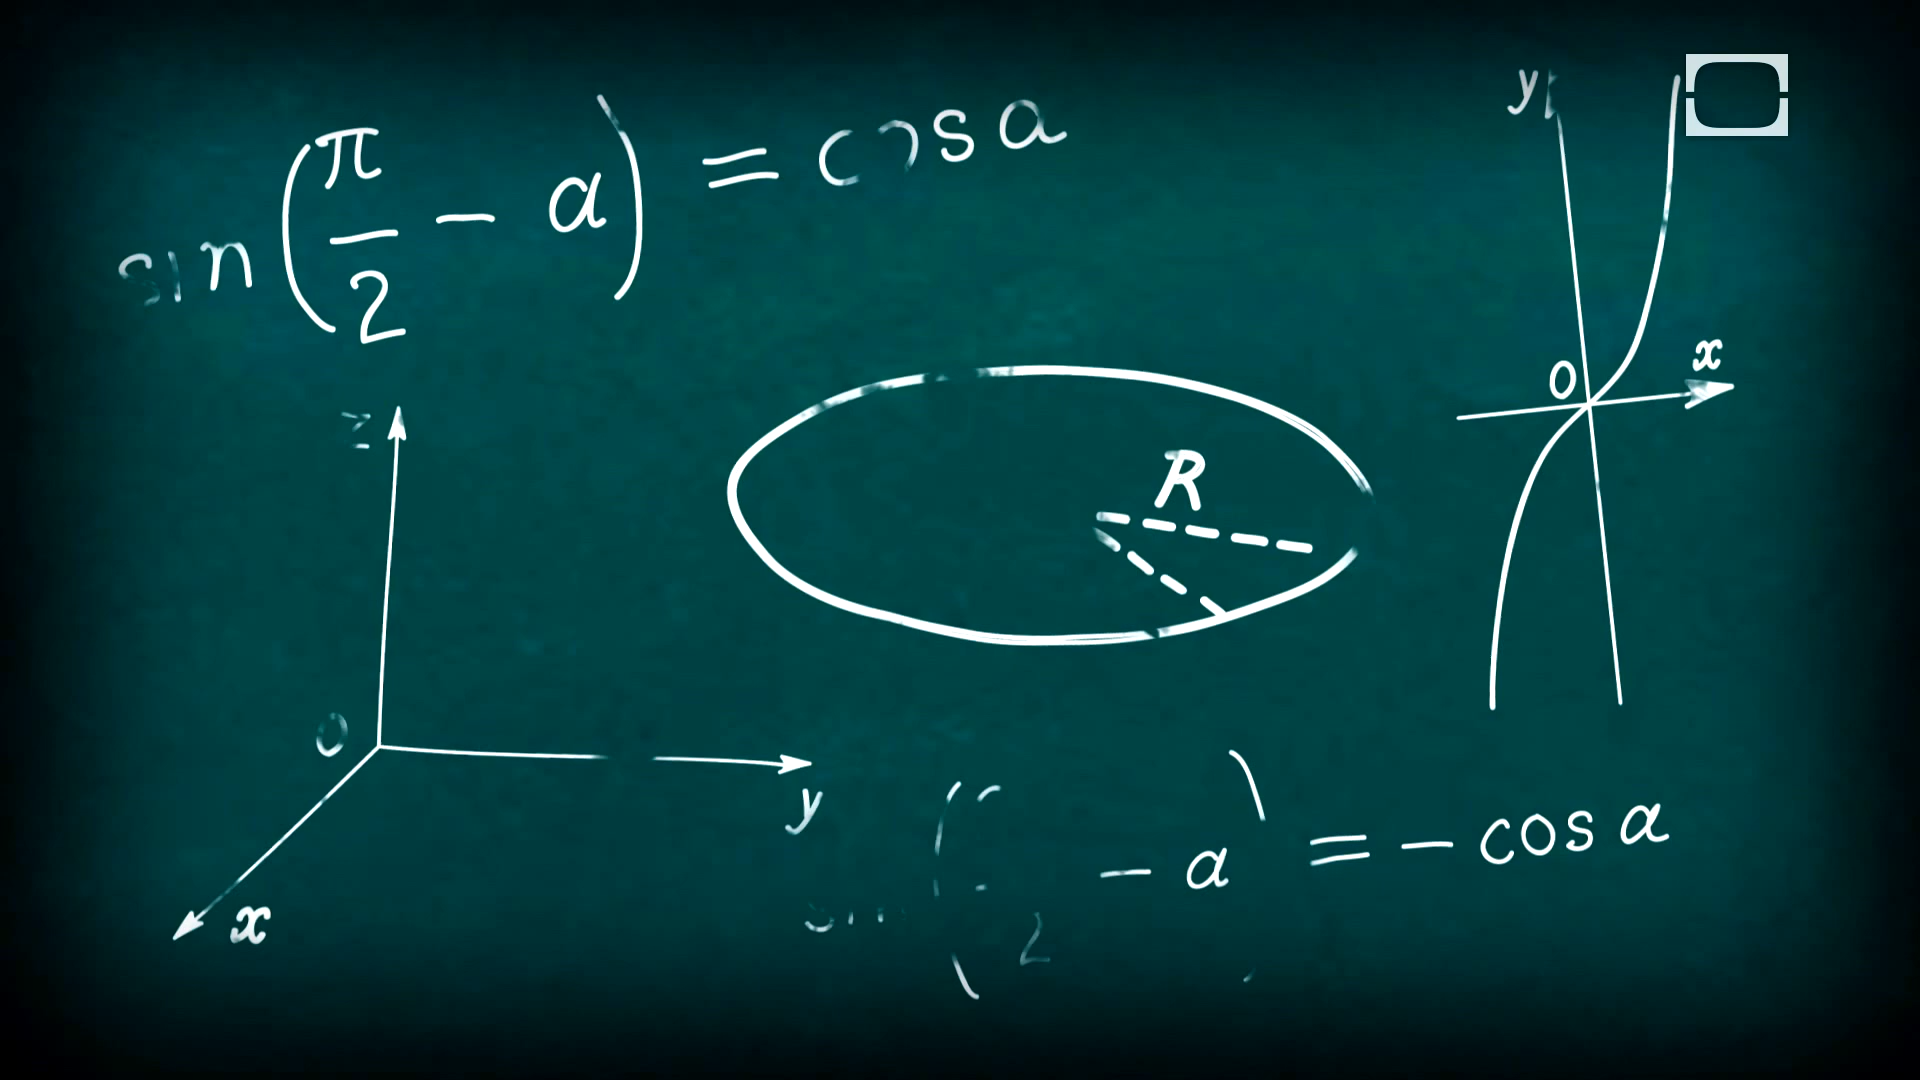 sin(π/2 − a) = cos a
y
x
0
z
R
0
y
x
− a) = − cos a